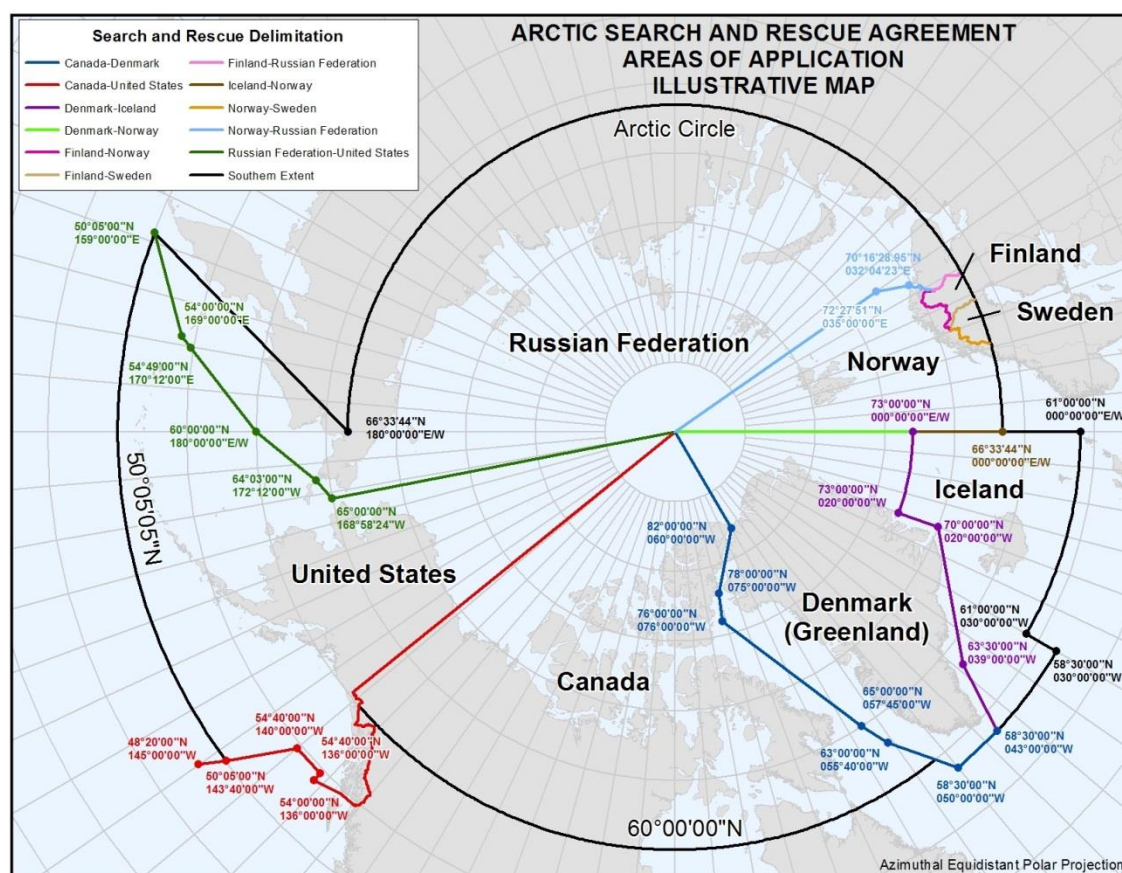 ARCTIC SEARCH AND RESCUE AGREEMENT
AREAS OF APPLICATION
ILLUSTRATIVE MAP
Search and Rescue Delimitation
Canada-Denmark
Canada-United States
Denmark-Iceland
Denmark-Norway
Finland-Norway
Finland-Sweden
Finland-Russian Federation
Iceland-Norway
Norway-Sweden
Norway-Russian Federation
Russian Federation-United States
Southern Extent
Arctic Circle
50°05'00"N
159°00'00"E
54°00'00"N
169°00'00"E
54°49'00"N
170°12'00"E
60°00'00"N
180°00'00"E/W
64°03'00"N
172°12'00"W
65°00'00"N
168°58'24"W
66°33'44"N
180°00'00"E/W
50°05'05"N
Russian Federation
70°16'28.95"N
032°04'23"E
72°27'51"N
035°00'00"E
Finland
Sweden
Norway
73°00'00"N
000°00'00"E/W
61°00'00"N
000°00'00"E/W
66°33'44"N
000°00'00"E/W
Iceland
73°00'00"N
020°00'00"W
70°00'00"N
020°00'00"W
82°00'00"N
060°00'00"W
78°00'00"N
075°00'00"W
76°00'00"N
076°00'00"W
United States
Denmark
(Greenland)
61°00'00"N
030°00'00"W
63°30'00"N
039°00'00"W
58°30'00"N
030°00'00"W
Canada
65°00'00"N
057°45'00"W
63°00'00"N
055°40'00"W
58°30'00"N
043°00'00"W
58°30'00"N
050°00'00"W
54°40'00"N
140°00'00"W
54°40'00"N
136°00'00"W
48°20'00"N
145°00'00"W
50°05'00"N
143°40'00"W
54°00'00"N
136°00'00"W
60°00'00"N
Azimuthal Equidistant Polar Projection